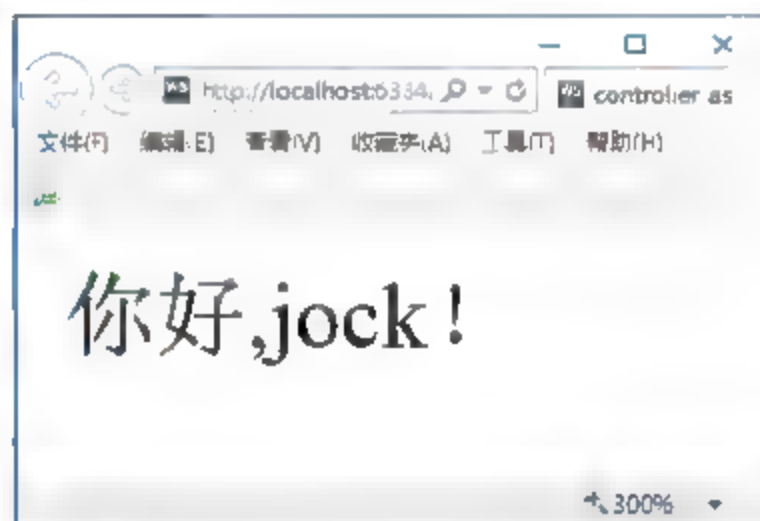 http://localhost:6334, controller as
文件(F) 编辑(E) 查看(V) 收藏夹(A) 工具(T) 帮助(H)
你好,jock！
300%